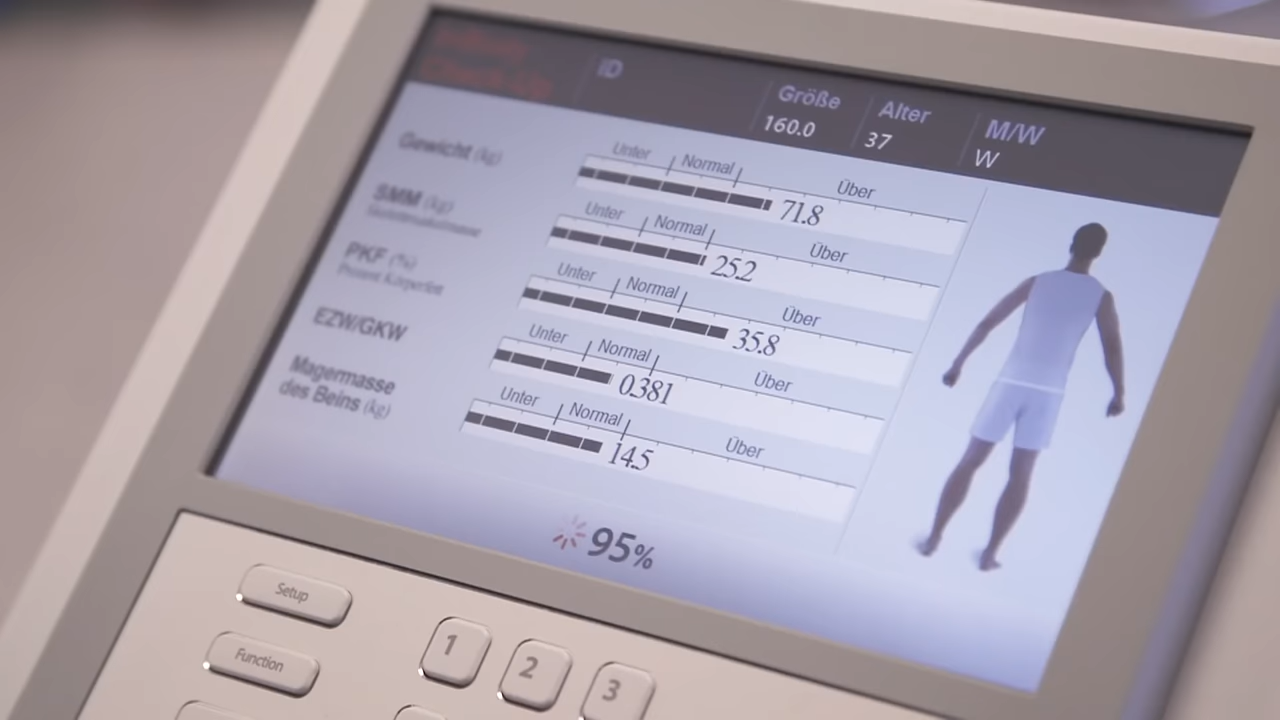 ID
Größe
160.0
Alter
37
M/W
W
Gewicht (kg)
Unter Normal Über
71.8
SMM (kg)
Unter Normal Über
25.2
PKF (%)
Prozent Körperfett
Unter Normal Über
35.8
EZW/GKW
Unter Normal Über
0.381
Magermasse
des Beins (kg)
Unter Normal Über
14.5
95%
Setup
Function
1
2
3